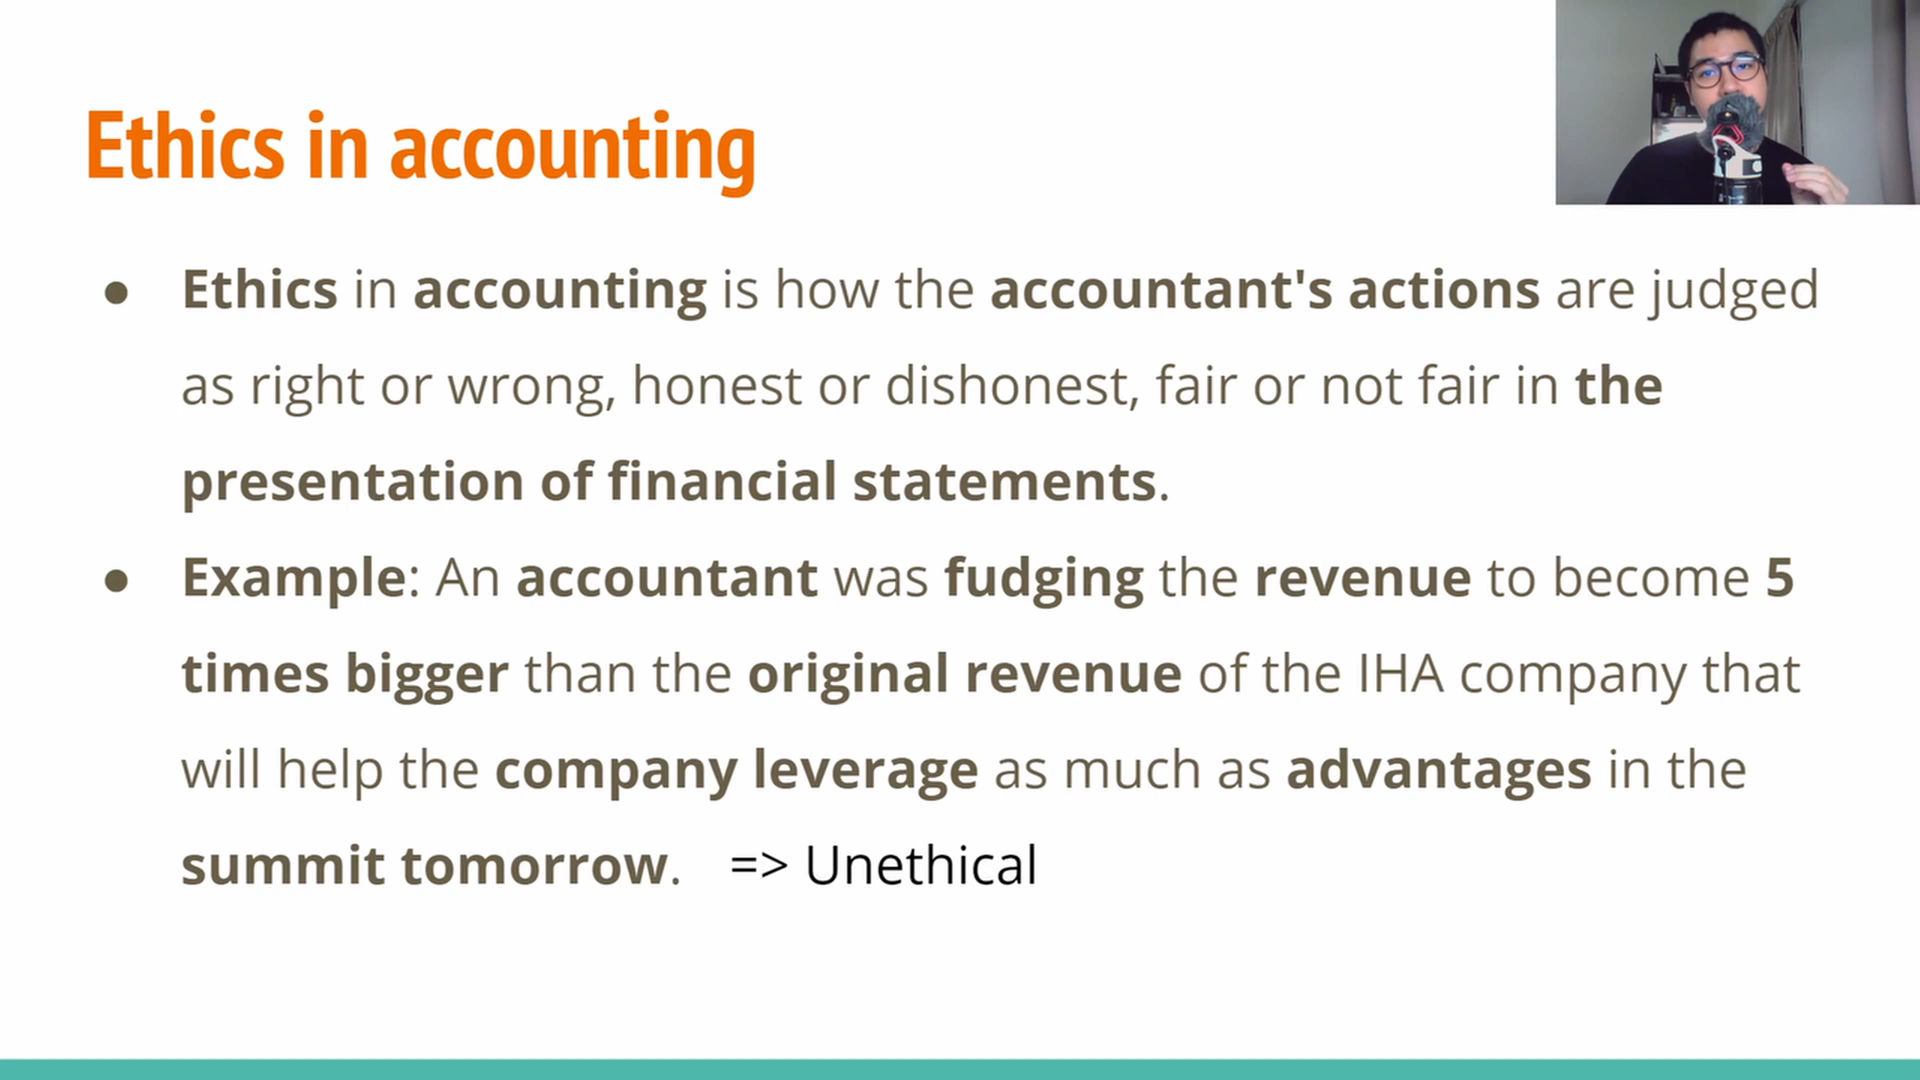 Ethics in accounting
● Ethics in accounting is how the accountant's actions are judged
as right or wrong, honest or dishonest, fair or not fair in the
presentation of financial statements.
● Example: An accountant was fudging the revenue to become 5
times bigger than the original revenue of the IHA company that
will help the company leverage as much as advantages in the
summit tomorrow. => Unethical